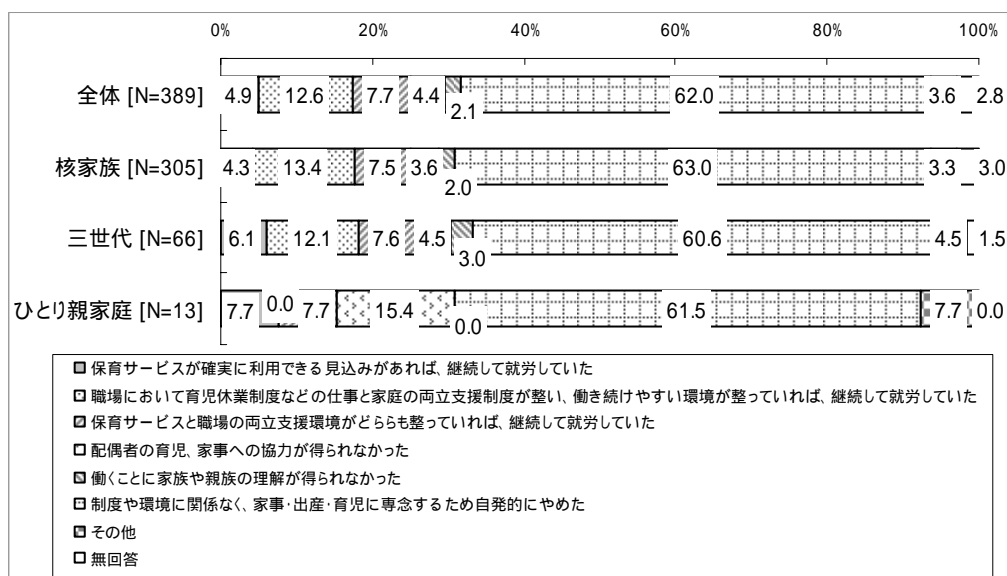 0% 20% 40% 60% 80% 100%
全体 [N=389] 4.9 12.6 7.7 4.4 2.1 62.0 3.6 2.8
核家族 [N=305] 4.3 13.4 7.5 3.6 2.0 63.0 3.3 3.0
三世代 [N=66] 6.1 12.1 7.6 4.5 3.0 60.6 4.5 1.5
ひとり親家庭 [N=13] 7.7 0.0 7.7 15.4 0.0 61.5 7.7 0.0
保育サービスが確実に利用できる見込みがあれば、継続して就労していた
職場において育児休業制度などの仕事と家庭の両立支援制度が整い、働き続けやすい環境が整っていれば、継続して就労していた
保育サービスと職場の両立支援環境がどららも整っていれば、継続して就労していた
配偶者の育児、家事への協力が得られなかった
働くことに家族や親族の理解が得られなかった
制度や環境に関係なく、家事・出産・育児に専念するため自発的にやめた
その他
無回答